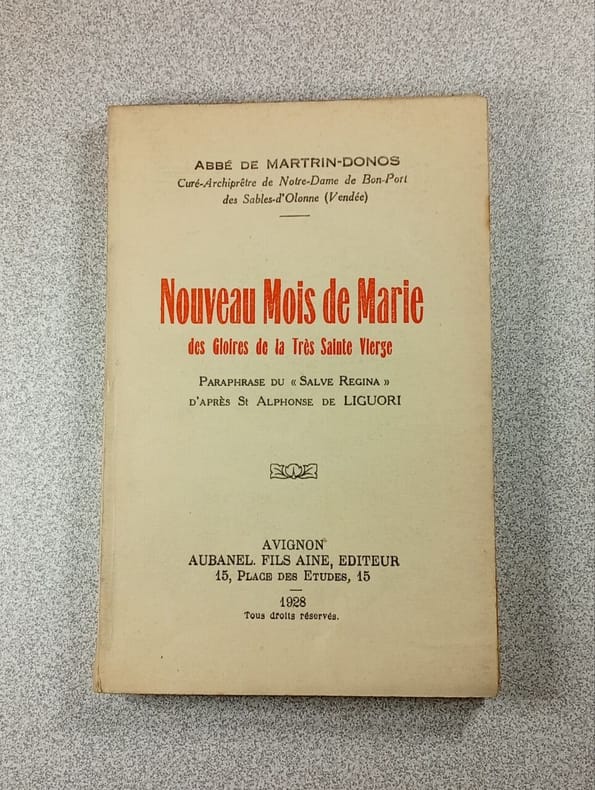 ABBÉ DE MARTRIN-DONOS
Curé-Archiprêtre de Notre-Dame de Bon-Port
des Sables-d'Olonne (Vendée)
Nouveau Mois de Marie
des Gloires de la Très Sainte Vierge
PARAPHRASE DU « SALVE REGINA »
D'APRÈS St ALPHONSE DE LIGUORI
AVIGNON
AUBANEL. FILS AINE, EDITEUR
15, PLACE DES ETUDES, 15
1928
Tous droits réservés.